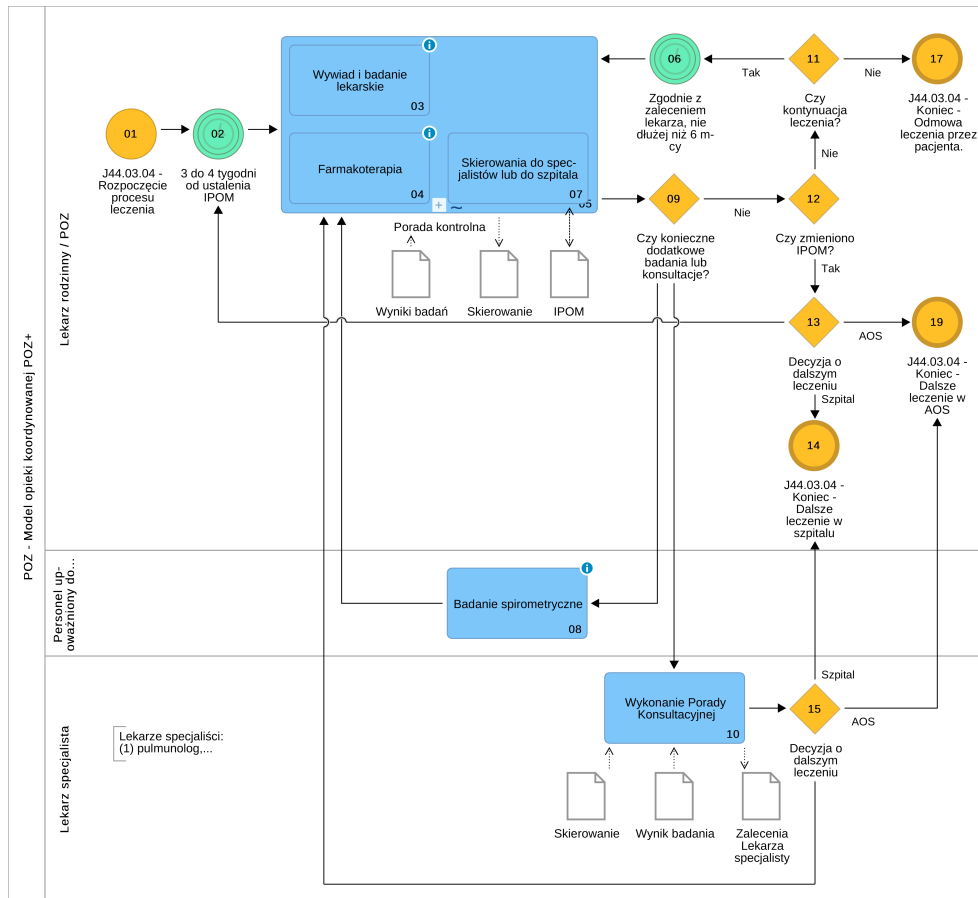 POZ - Model opieki koordynowanej POZ+
Lekarz rodzinny / POZ
01
J44.03.04 -
Rozpoczęcie
procesu
leczenia
02
3 do 4 tygodni
od ustalenia
IPOM
Wywiad i badanie
lekarskie
03
Farmakoterapia
04
Skierowania do spec-
jalistów lub do szpitala
07
05
Porada kontrolna
Wyniki badań
Skierowanie
IPOM
06
Zgodnie z
zaleceniem
lekarza, nie
dłużej niż 6 m-
cy
Tak
11
Czy
kontynuacja
leczenia?
Nie
17
J44.03.04 -
Koniec -
Odmowa
leczenia przez
pacjenta.
Nie
09
Czy konieczne
dodatkowe
badania lub
konsultacje?
Nie
12
Czy zmieniono
IPOM?
Tak
13
Decyzja o
dalszym
leczeniu
AOS
19
J44.03.04 -
Koniec -
Dalsze
leczenie w
AOS
Szpital
14
J44.03.04 -
Koniec -
Dalsze
leczenie w
szpitalu
Personel up-
oważniony do...
Badanie spirometryczne
08
Lekarz specjalista
Lekarze specjaliści:
(1) pulmunolog,...
Wykonanie Porady
Konsultacyjnej
10
Skierowanie
Wynik badania
Zalecenia
Lekarza
specjalisty
15
Decyzja o
dalszym
leczeniu
Szpital
AOS